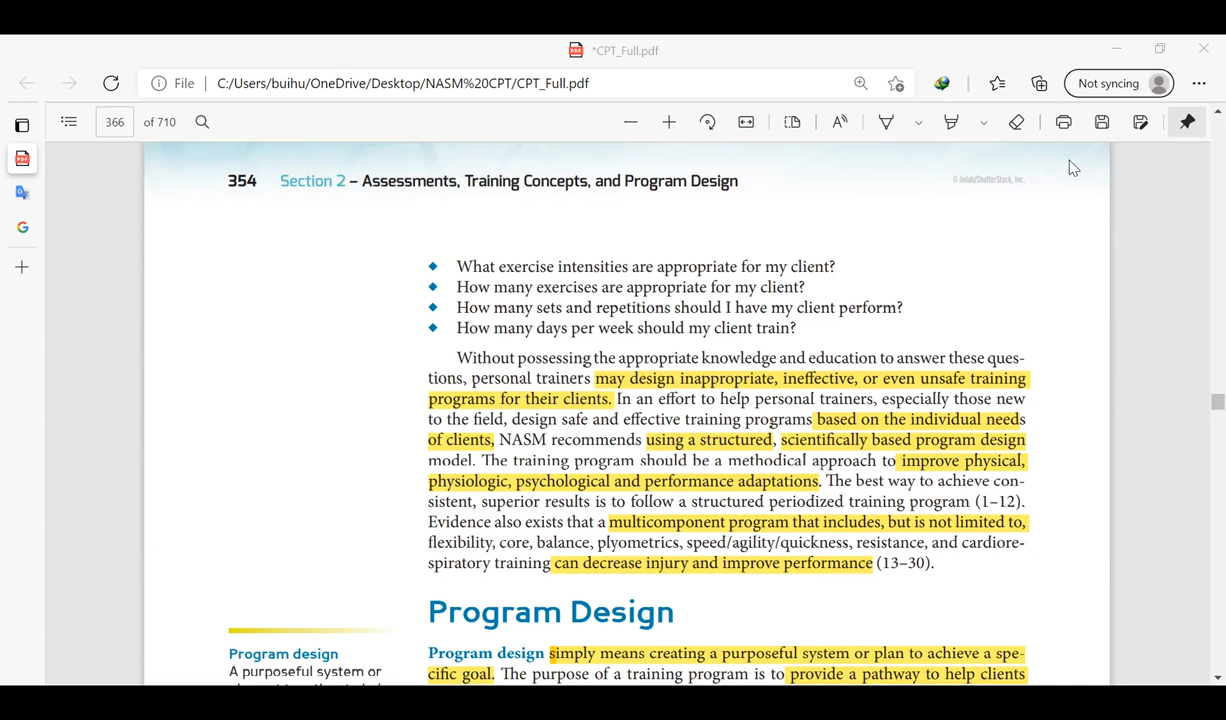 *CPT_Full.pdf
File | C:/Users/buihu/OneDrive/Desktop/NASM%20CPT/CPT_Full.pdf
Not syncing
366 of 710
354 Section 2 – Assessments, Training Concepts, and Program Design
◆ What exercise intensities are appropriate for my client?
◆ How many exercises are appropriate for my client?
◆ How many sets and repetitions should I have my client perform?
◆ How many days per week should my client train?
Without possessing the appropriate knowledge and education to answer these ques-
tions, personal trainers may design inappropriate, ineffective, or even unsafe training
programs for their clients. In an effort to help personal trainers, especially those new
to the field, design safe and effective training programs based on the individual needs
of clients, NASM recommends using a structured, scientifically based program design
model. The training program should be a methodical approach to improve physical,
physiologic, psychological and performance adaptations. The best way to achieve con-
sistent, superior results is to follow a structured periodized training program (1–12).
Evidence also exists that a multicomponent program that includes, but is not limited to,
flexibility, core, balance, plyometrics, speed/agility/quickness, resistance, and cardiore-
spiratory training can decrease injury and improve performance (13–30).
Program Design
Program design simply means creating a purposeful system or plan to achieve a spe-
cific goal. The purpose of a training program is to provide a pathway to help clients
Program design
A purposeful system or